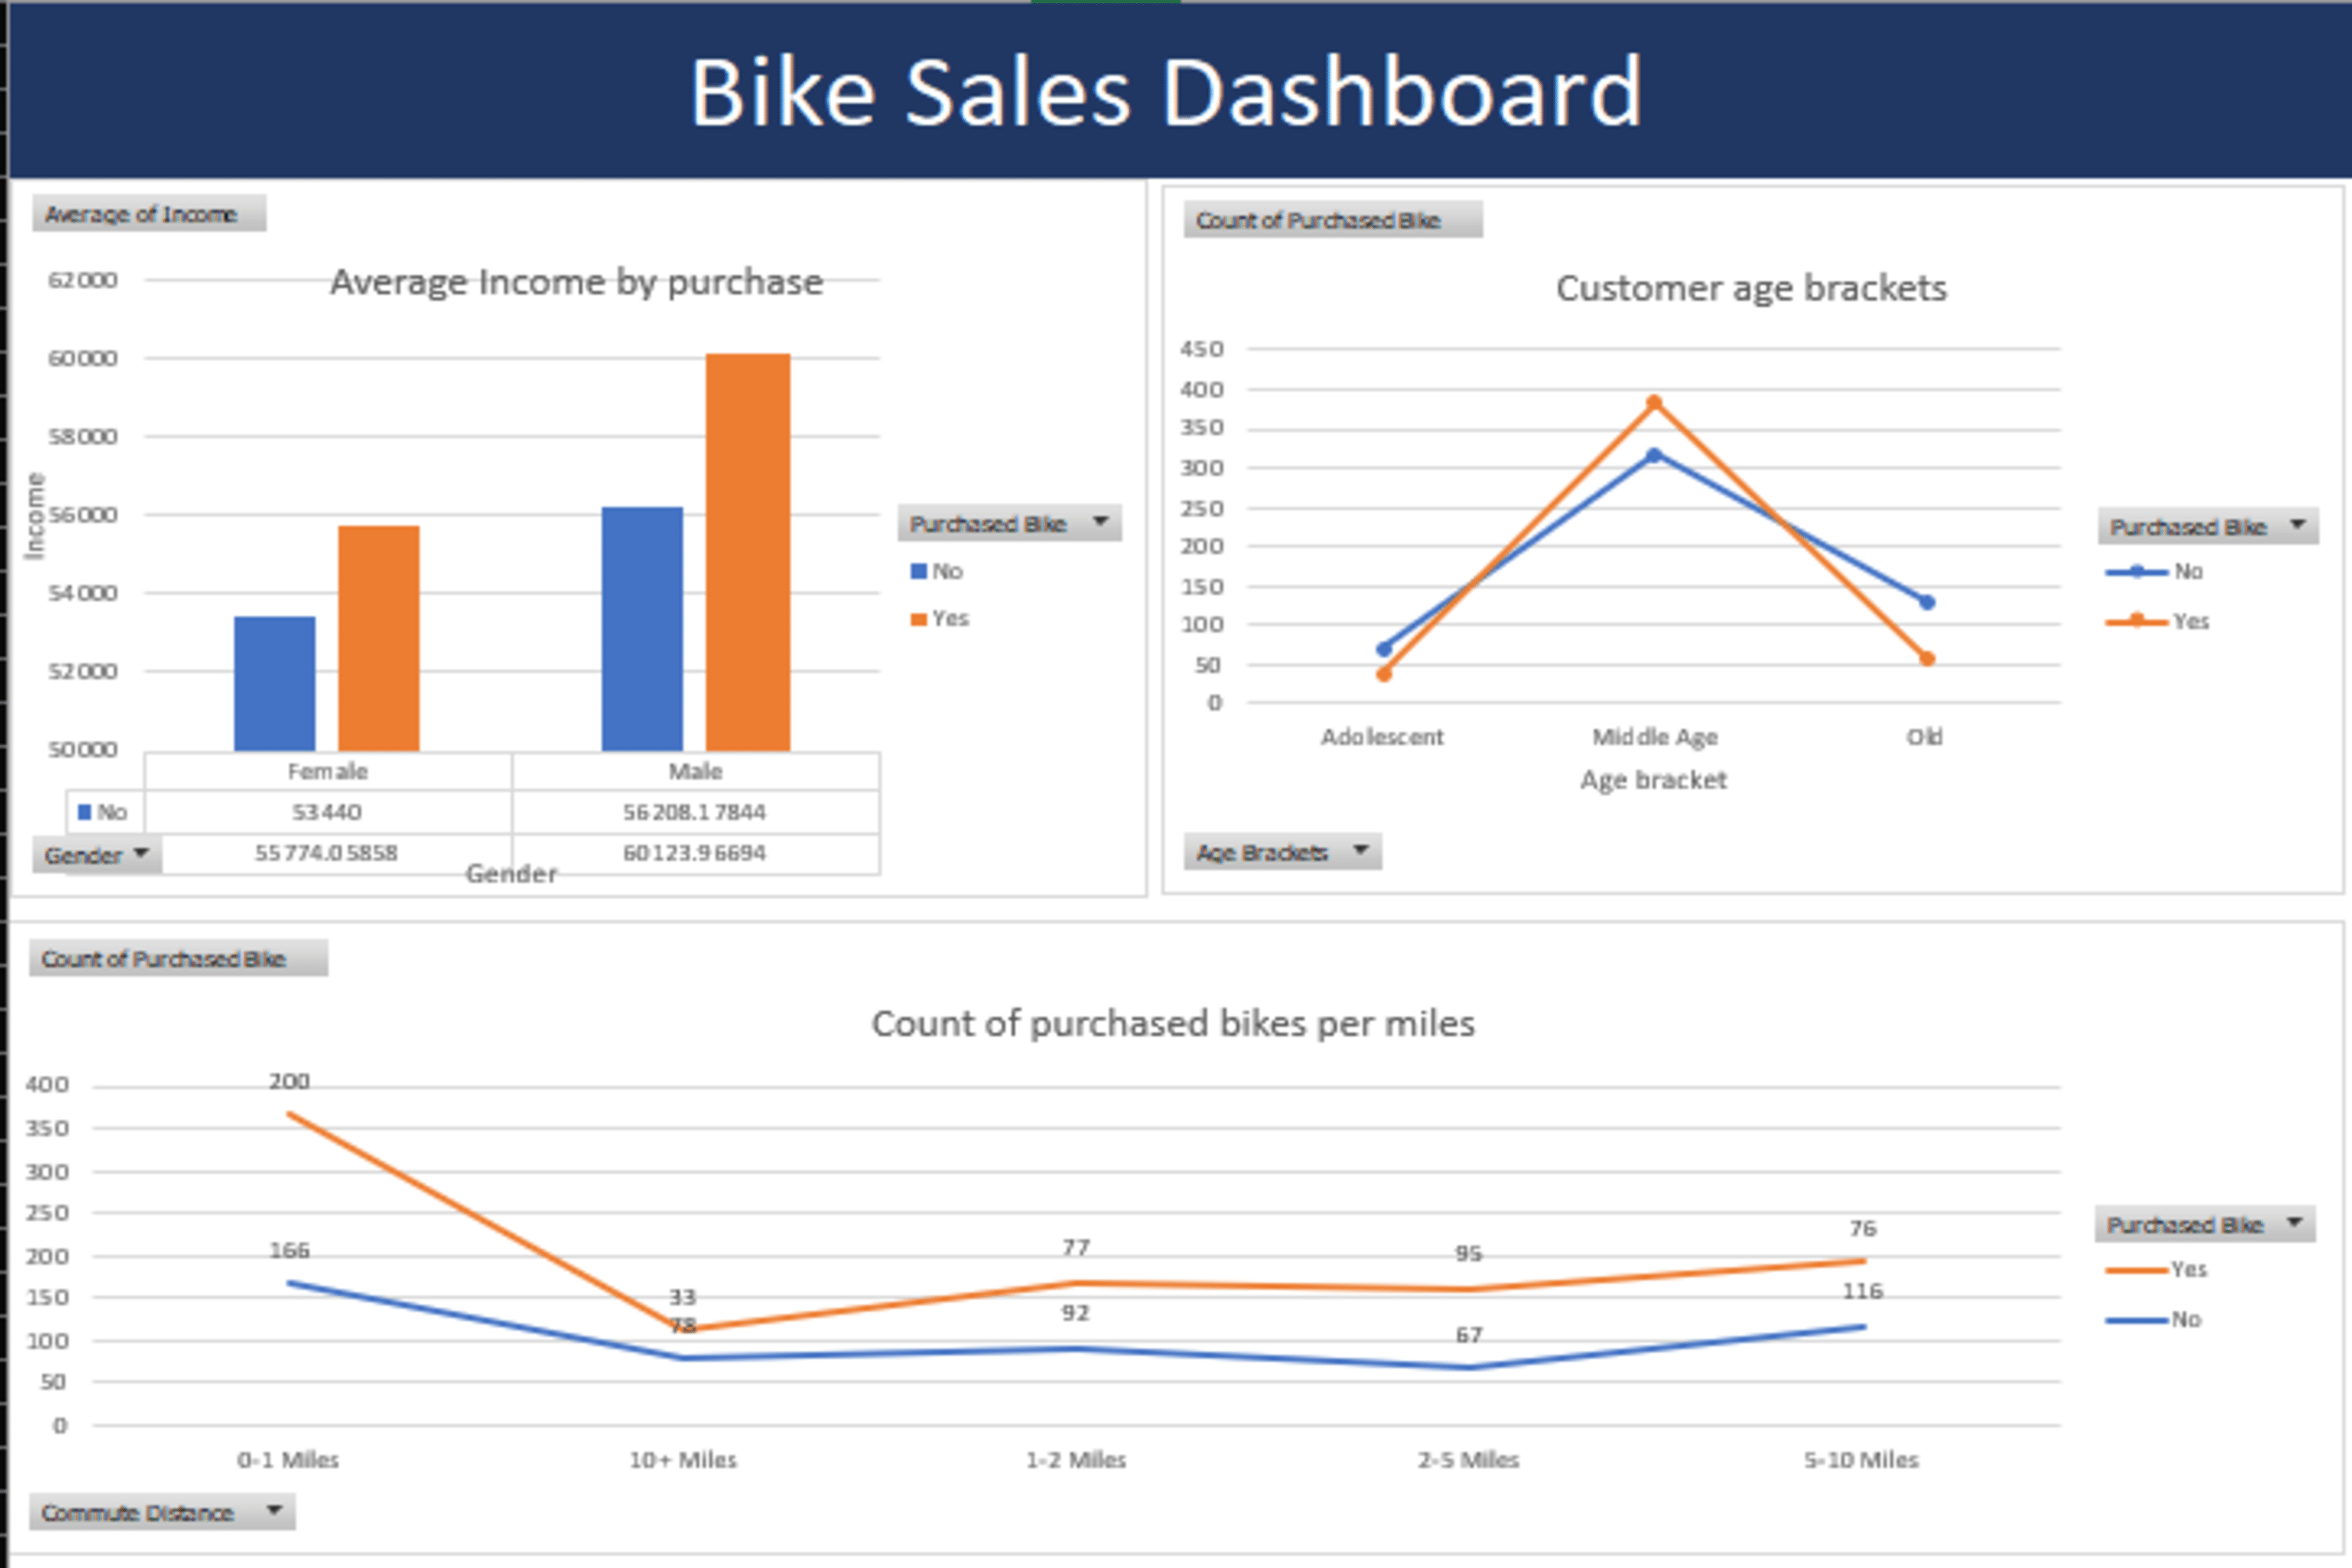 Bike Sales Dashboard
Average of Income
Average Income by purchase
62000
60000
58000
56000
54000
52000
50000
Income
Female Male
No 53440 56208.17844
55774.05858 60123.96694
Gender
Gender
Purchased Bike
No
Yes
Count of Purchased Bike
Customer age brackets
450
400
350
300
250
200
150
100
50
0
Adolescent Middle Age Old
Age bracket
Age Brackets
Purchased Bike
No
Yes
Count of Purchased Bike
Count of purchased bikes per miles
400
350
300
250
200
150
100
50
0
200 33 77 95 76
166 78 92 67 116
0-1 Miles 10+ Miles 1-2 Miles 2-5 Miles 5-10 Miles
Commute Distance
Purchased Bike
Yes
No